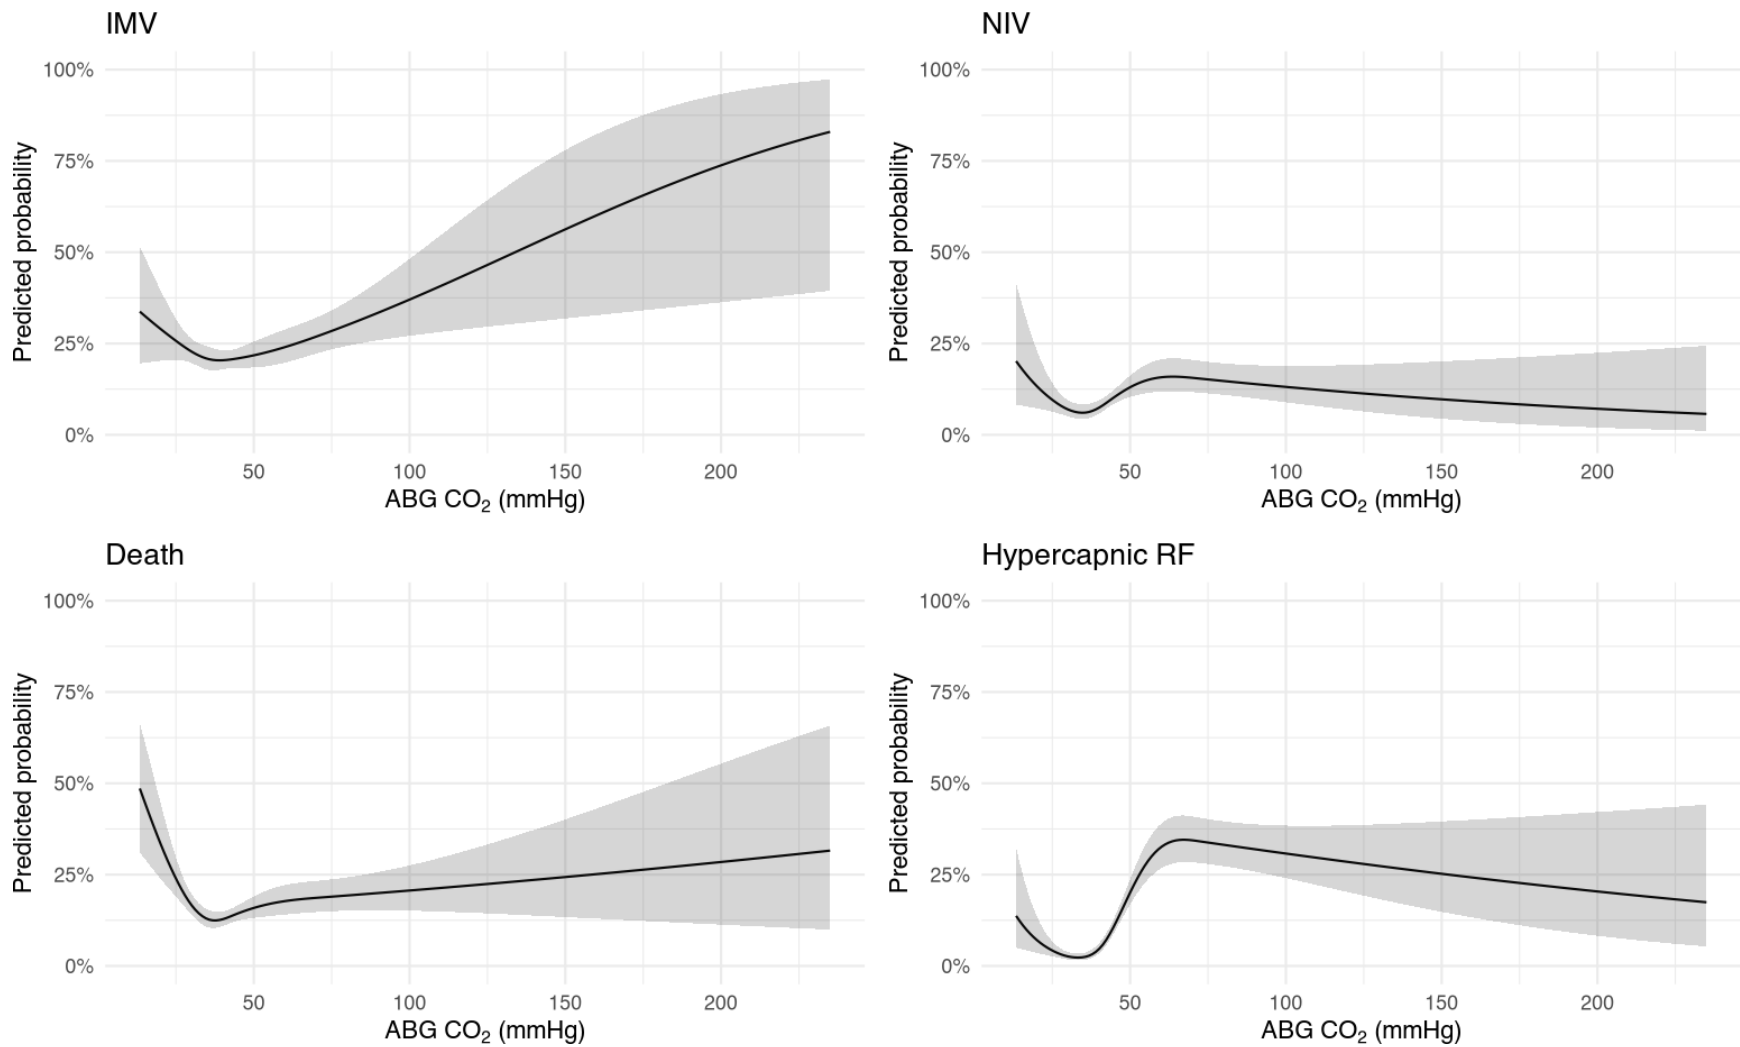 IMV
Predicted probability
100%
75%
50%
25%
0%
50 100 150 200
ABG CO₂ (mmHg)
NIV
Predicted probability
100%
75%
50%
25%
0%
50 100 150 200
ABG CO₂ (mmHg)
Death
Predicted probability
100%
75%
50%
25%
0%
50 100 150 200
ABG CO₂ (mmHg)
Hypercapnic RF
Predicted probability
100%
75%
50%
25%
0%
50 100 150 200
ABG CO₂ (mmHg)